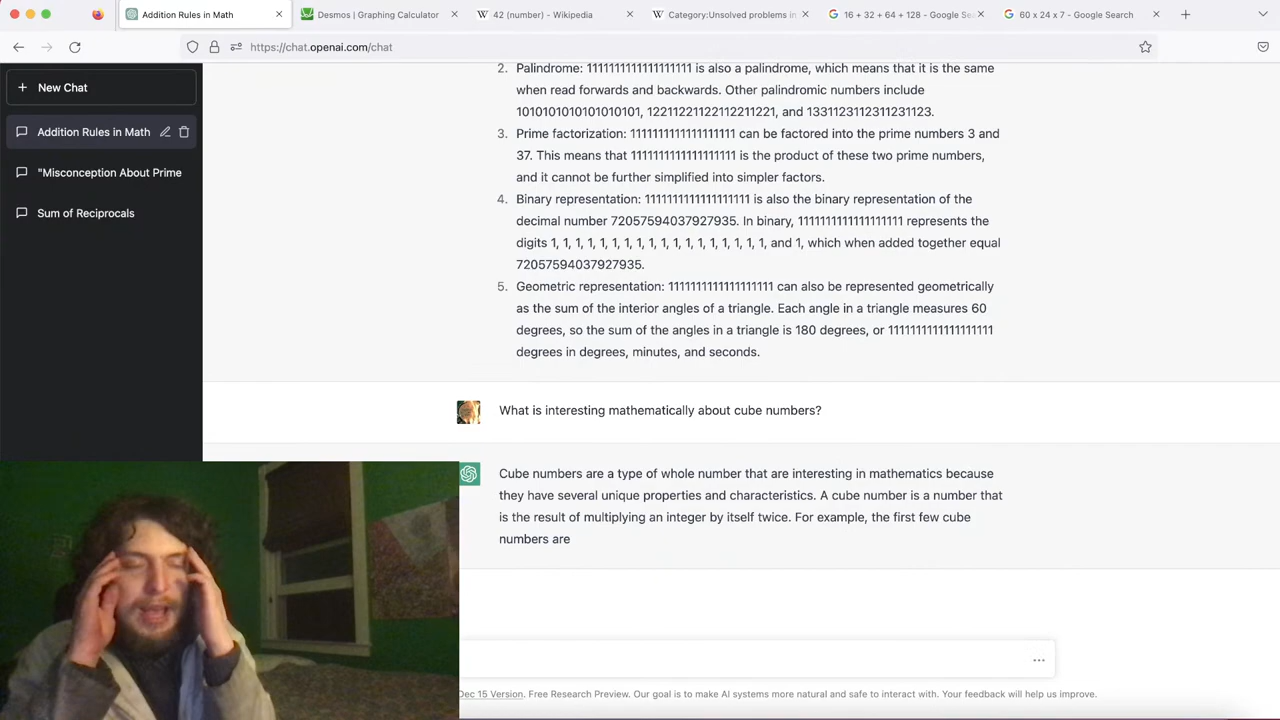 Addition Rules in Math
Desmos | Graphing Calculator
42 (number) - Wikipedia
Category:Unsolved problems in
16 + 32 + 64 + 128 - Google Sea
60 x 24 x 7 - Google Search
https://chat.openai.com/chat
New Chat
Addition Rules in Math
"Misconception About Prime
Sum of Reciprocals
2. Palindrome: 1111111111111111111 is also a palindrome, which means that it is the same
when read forwards and backwards. Other palindromic numbers include
1010101010101010101, 12211221122112211221, and 1331123112311231123.
3. Prime factorization: 1111111111111111111 can be factored into the prime numbers 3 and
37. This means that 1111111111111111111 is the product of these two prime numbers,
and it cannot be further simplified into simpler factors.
4. Binary representation: 1111111111111111111 is also the binary representation of the
decimal number 72057594037927935. In binary, 1111111111111111111 represents the
digits 1, 1, 1, 1, 1, 1, 1, 1, 1, 1, 1, 1, 1, 1, 1, 1, 1, and 1, which when added together equal
72057594037927935.
5. Geometric representation: 1111111111111111111 can also be represented geometrically
as the sum of the interior angles of a triangle. Each angle in a triangle measures 60
degrees, so the sum of the angles in a triangle is 180 degrees, or 1111111111111111111
degrees in degrees, minutes, and seconds.
What is interesting mathematically about cube numbers?
Cube numbers are a type of whole number that are interesting in mathematics because
they have several unique properties and characteristics. A cube number is a number that
is the result of multiplying an integer by itself twice. For example, the first few cube
numbers are
Dec 15 Version. Free Research Preview. Our goal is to make AI systems more natural and safe to interact with. Your feedback will help us improve.